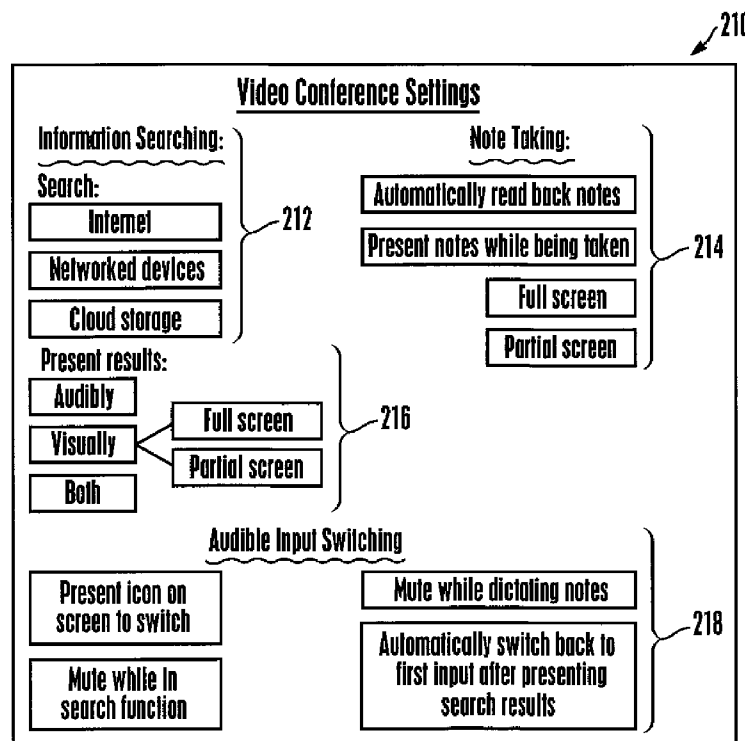 210
Video Conference Settings
Information Searching:
Search:
Internet
Networked devices
Cloud storage
212
Note Taking:
Automatically read back notes
Present notes while being taken
Full screen
Partial screen
214
Present results:
Audibly
Visually
Both
Full screen
Partial screen
216
Audible Input Switching
Present icon on
screen to switch
Mute while in
search function
Mute while dictating notes
Automatically switch back to
first input after presenting
search results
218